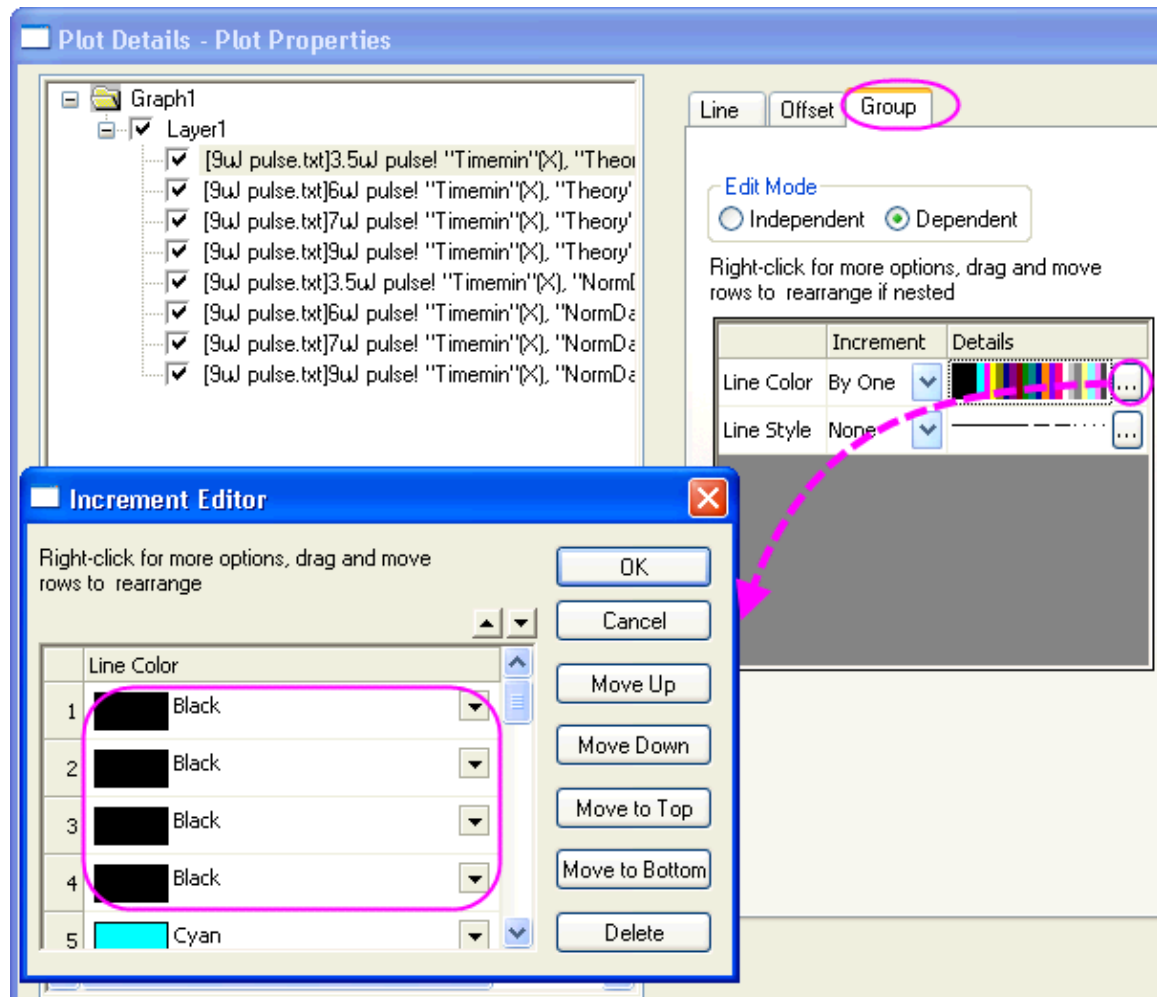 Plot Details - Plot Properties
Graph1
Layer1
[9uJ pulse.txt]3.5uJ pulse! "Timemin"(X), "Theor
[9uJ pulse.txt]6uJ pulse! "Timemin"(X), "Theory"
[9uJ pulse.txt]7uJ pulse! "Timemin"(X), "Theory"
[9uJ pulse.txt]9uJ pulse! "Timemin"(X), "Theory"
[9uJ pulse.txt]3.5uJ pulse! "Timemin"(X), "NormD
[9uJ pulse.txt]6uJ pulse! "Timemin"(X), "NormDa
[9uJ pulse.txt]7uJ pulse! "Timemin"(X), "NormDa
[9uJ pulse.txt]9uJ pulse! "Timemin"(X), "NormDa
Line Offset Group
Edit Mode
Independent Dependent
Right-click for more options, drag and move
rows to rearrange if nested
Increment Details
Line Color By One ...
Line Style None ...
Increment Editor
Right-click for more options, drag and move
rows to rearrange
Line Color
1 Black
2 Black
3 Black
4 Black
5 Cyan
OK
Cancel
Move Up
Move Down
Move to Top
Move to Bottom
Delete